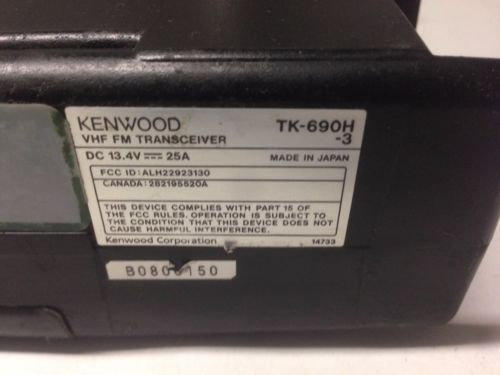 KENWOOD TK-690H
VHF FM TRANSCEIVER -3
DC 13.4V ⎓ 25A MADE IN JAPAN
FCC ID: ALH22923130
CANADA: 282195520A
THIS DEVICE COMPLIES WITH PART 15 OF
THE FCC RULES. OPERATION IS SUBJECT TO
THE CONDITION THAT THIS DEVICE DOES NOT
CAUSE HARMFUL INTERFERENCE.
Kenwood Corporation 14733